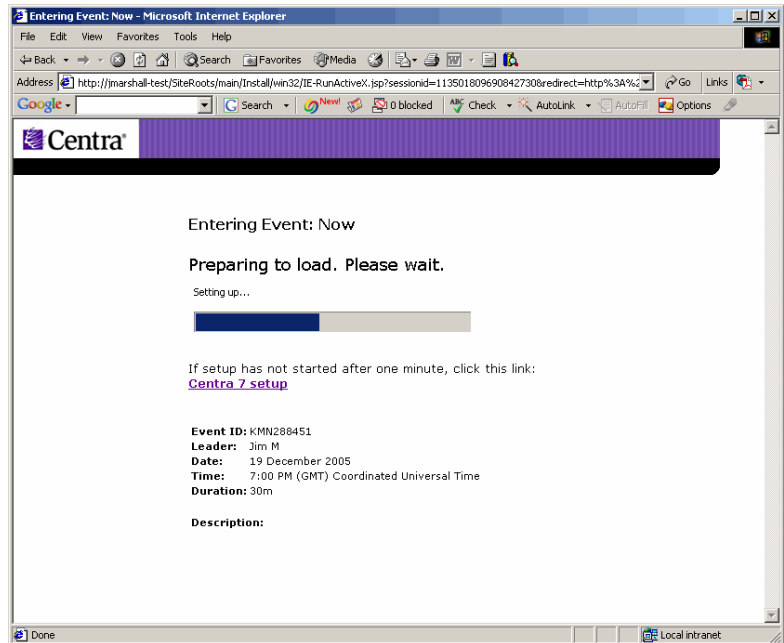 Entering Event: Now - Microsoft Internet Explorer
File Edit View Favorites Tools Help
Back Search Favorites Media
Address http://jmarshall-test/SiteRoots/main/Install/win32/IE-RunActiveX.jsp?sessionid=1135018096908427308redirect=http%3A%2 Go Links
Google Search New! 0 blocked ABC Check AutoLink AutoFill Options
Centra®
Entering Event: Now
Preparing to load. Please wait.
Setting up...
If setup has not started after one minute, click this link:
Centra 7 setup
Event ID: KMN288451
Leader: Jim M
Date: 19 December 2005
Time: 7:00 PM (GMT) Coordinated Universal Time
Duration: 30m
Description:
Done Local intranet